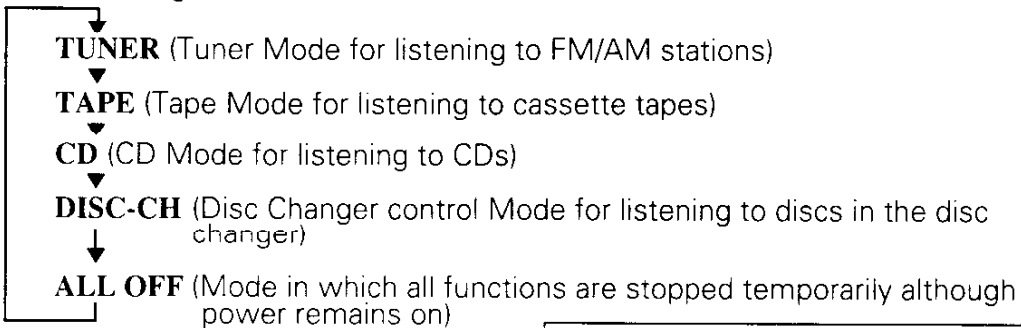 TUNER (Tuner Mode for listening to FM/AM stations)
TAPE (Tape Mode for listening to cassette tapes)
CD (CD Mode for listening to CDs)
DISC-CH (Disc Changer control Mode for listening to discs in the disc
changer)
ALL OFF (Mode in which all functions are stopped temporarily although
power remains on)